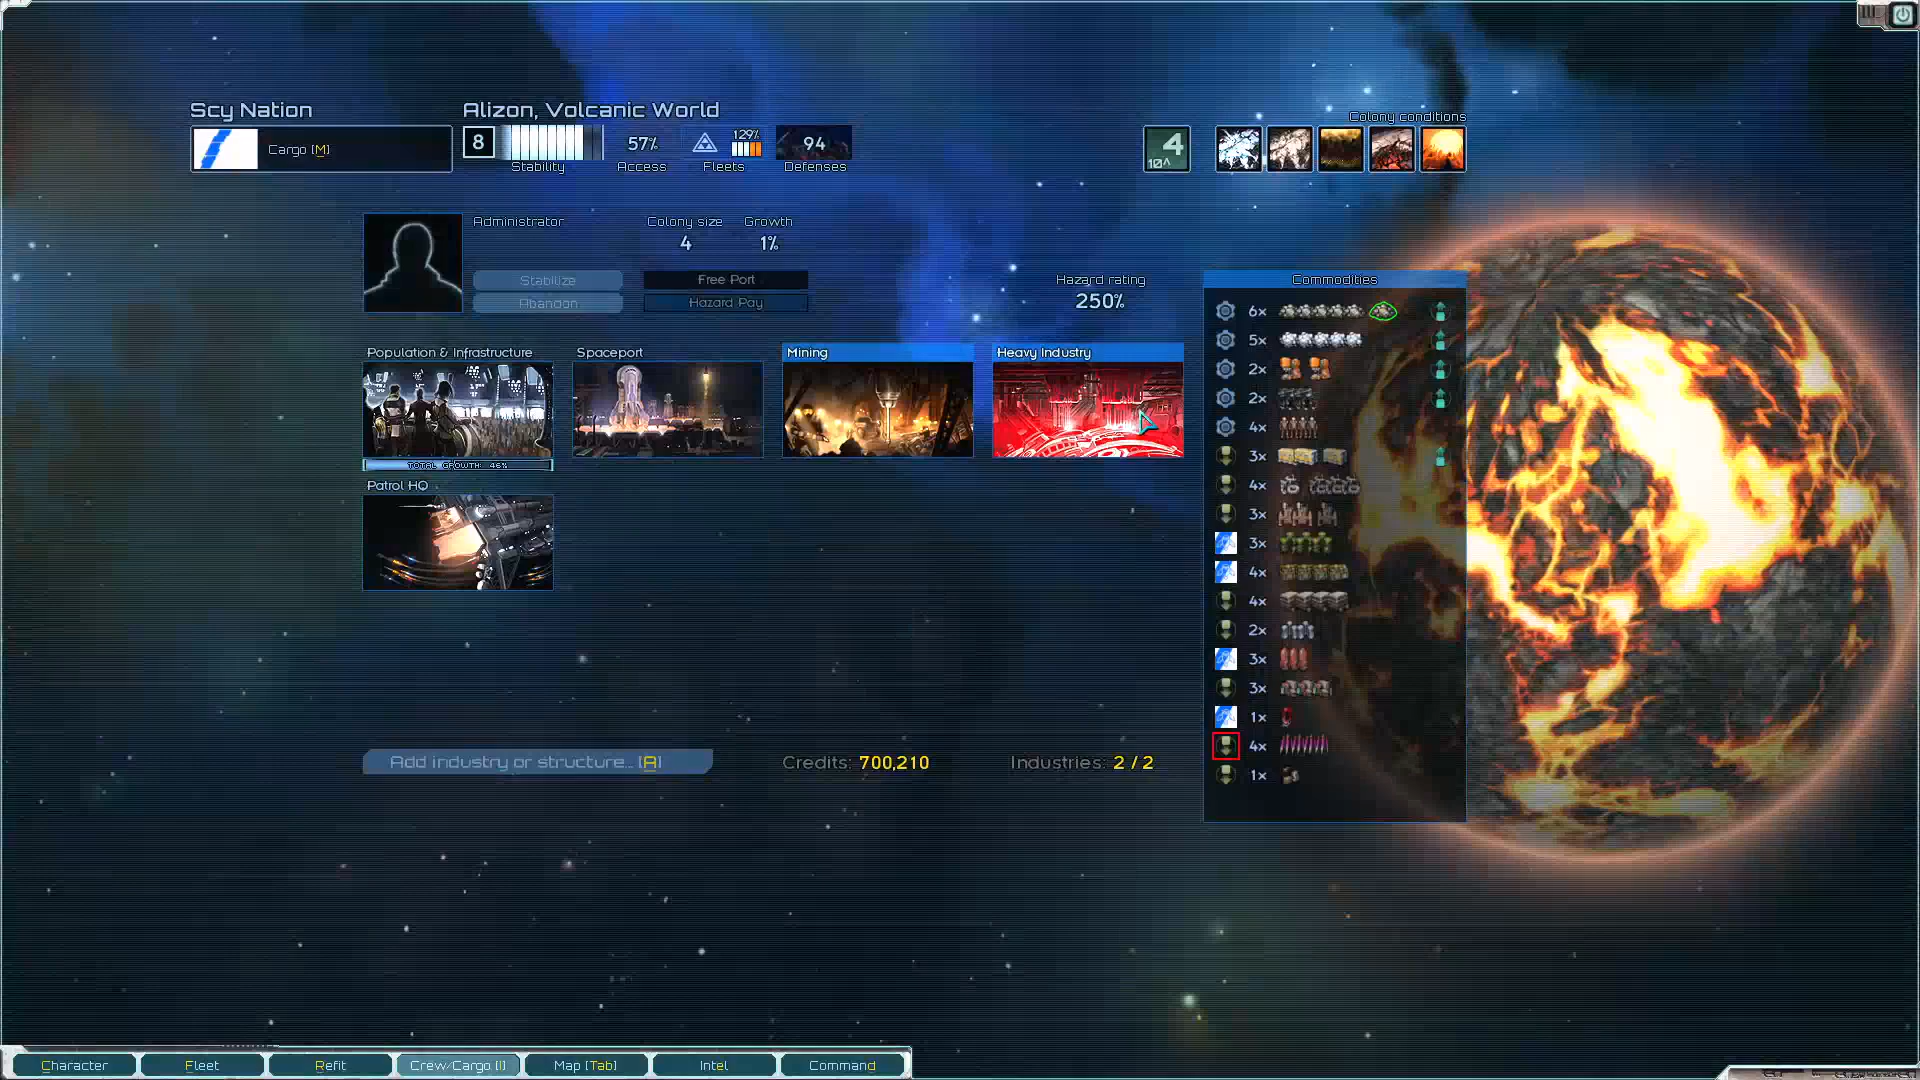 Scy Nation
Cargo [M]
Alizon, Volcanic World
8
Stability
57%
Access
129%
Fleets
94
Defenses
4
10^
Colony conditions
Administrator
Colony size
4
Growth
1%
Stabilize
Abandon
Free Port
Hazard Pay
Hazard rating
250%
Population & Infrastructure
Spaceport
Mining
Heavy Industry
TOTAL GROWTH: 46%
Patrol HQ
Commodities
6x
5x
2x
2x
4x
3x
4x
3x
3x
4x
4x
2x
3x
3x
1x
4x
1x
Add industry or structure... [A]
Credits: 700,210
Industries: 2 / 2
Character
Fleet
Refit
Crew/Cargo [I]
Map [Tab]
Intel
Command